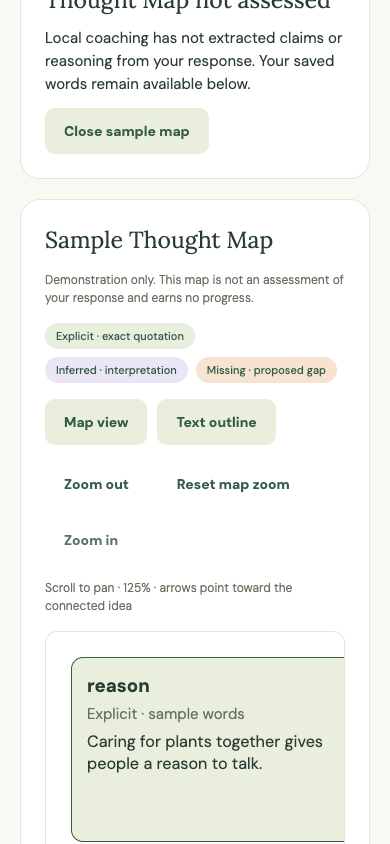 Thought Map not assessed
Local coaching has not extracted claims or
reasoning from your response. Your saved
words remain available below.
Close sample map
Sample Thought Map
Demonstration only. This map is not an assessment of
your response and earns no progress.
Explicit · exact quotation
Inferred · interpretation
Missing · proposed gap
Map view
Text outline
Zoom out
Reset map zoom
Zoom in
Scroll to pan · 125% · arrows point toward the
connected idea
reason
Explicit · sample words
Caring for plants together gives
people a reason to talk.